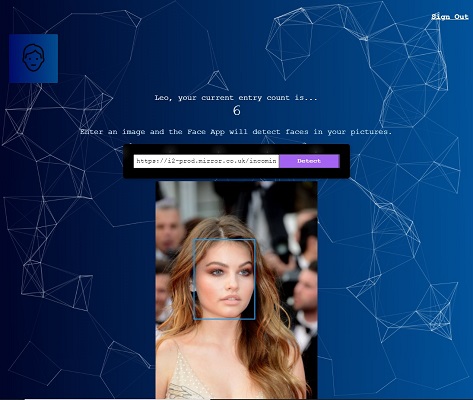 Sign Out
Leo, your current entry count is...
6
Enter an image and the Face App will detect faces in your pictures.
https://i2-prod.mirror.co.uk/incomin
Detect